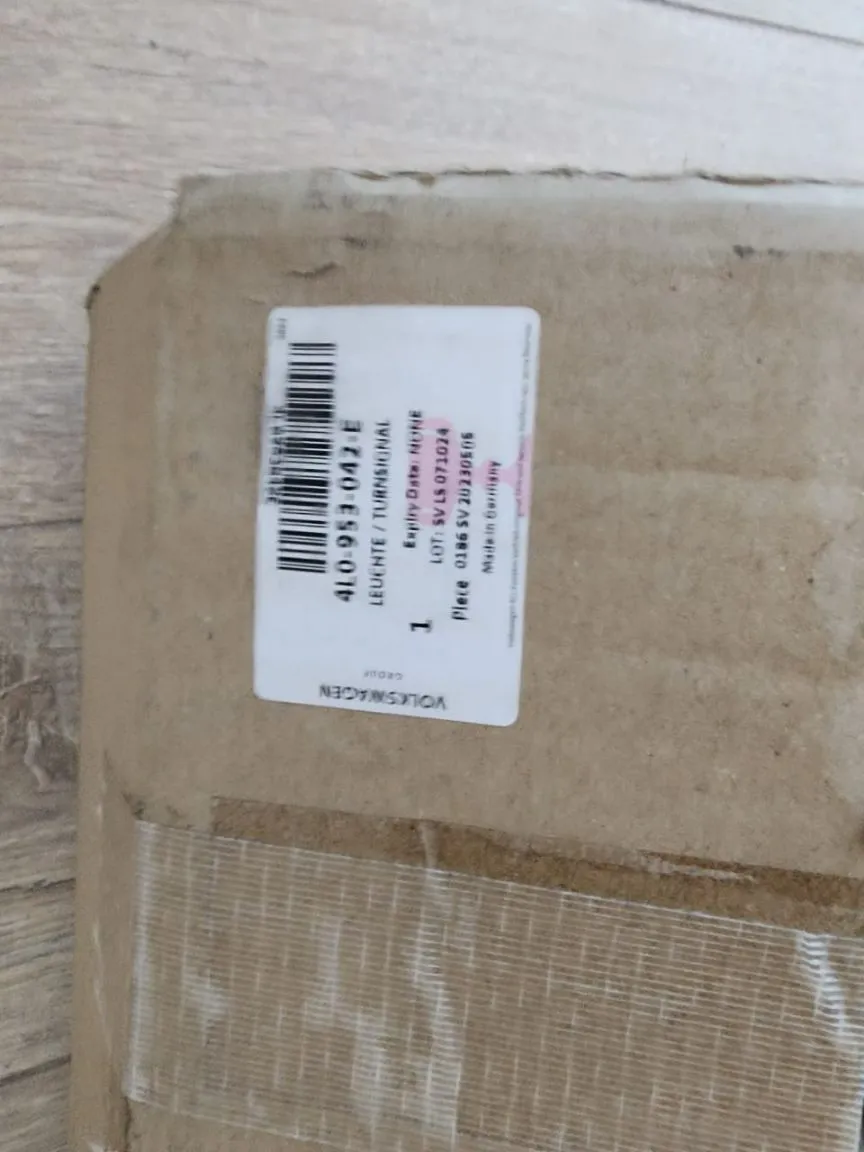 4L0-953-042-E
LEUCHTE / TURNSIGNAL
Expiry Date: NONE
LOT: SV LS 071024
1 Piece 0186 SV 20230505
Made in Germany
VOLKSWAGEN
GROUP